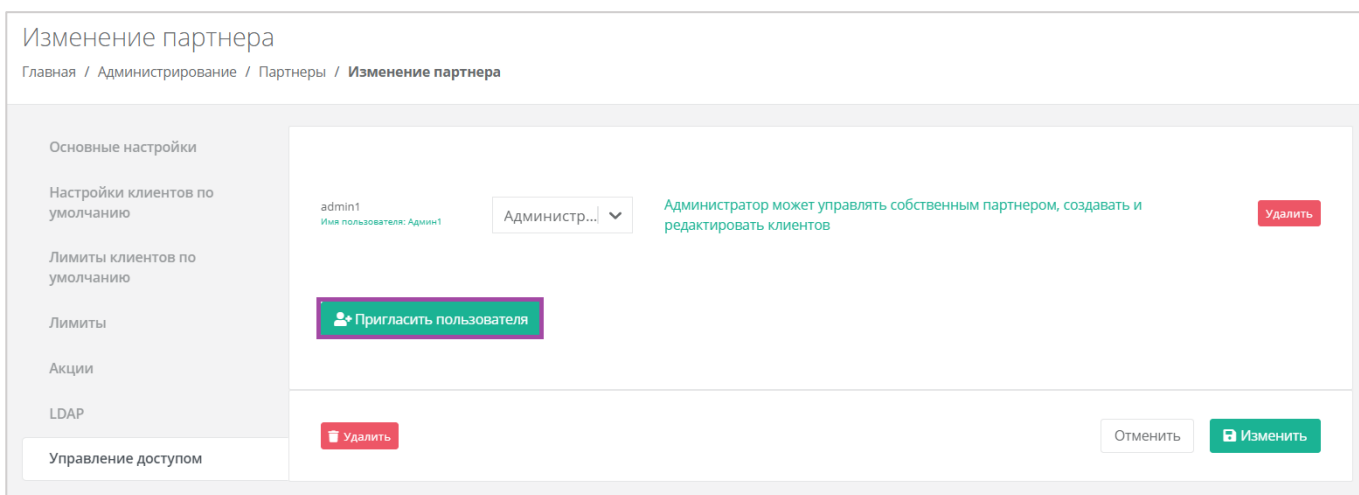 Изменение партнера
Главная / Администрирование / Партнеры / Изменение партнера
Основные настройки
Настройки клиентов по
умолчанию
Лимиты клиентов по
умолчанию
Лимиты
Акции
LDAP
Управление доступом
admin1
Имя пользователя: Админ1
Администр...
Администратор может управлять собственным партнером, создавать и
редактировать клиентов
Удалить
Пригласить пользователя
Удалить
Отменить
Изменить